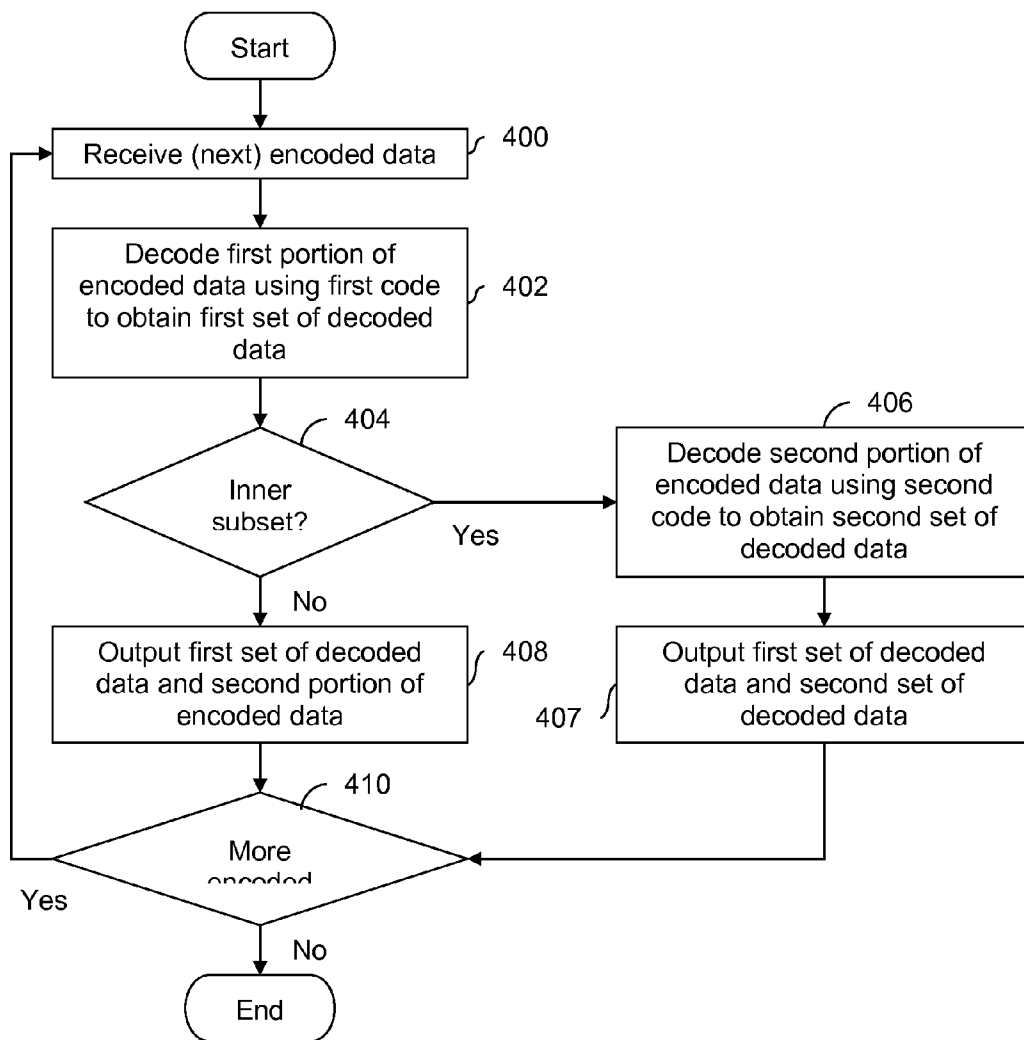 Start
Receive (next) encoded data
400
Decode first portion of
encoded data using first code
to obtain first set of decoded
data
402
404
Inner
subset?
Yes
No
406
Decode second portion of
encoded data using second
code to obtain second set of
decoded data
Output first set of decoded
data and second portion of
encoded data
408
Output first set of decoded
data and second set of
decoded data
407
410
More
encoded
Yes
No
End